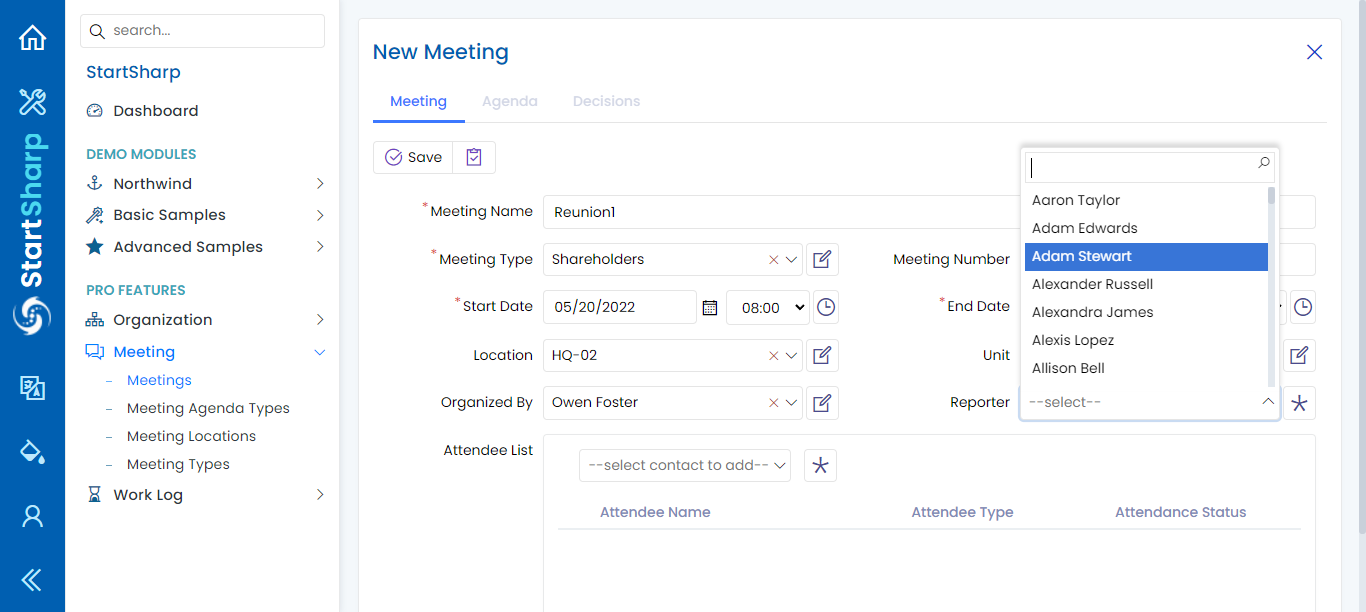 StartSharp
search...
StartSharp
Dashboard
DEMO MODULES
Northwind
Basic Samples
Advanced Samples
PRO FEATURES
Organization
Meeting
Meetings
Meeting Agenda Types
Meeting Locations
Meeting Types
Work Log
New Meeting
Meeting Agenda Decisions
Save
*Meeting Name Reunion1
*Meeting Type Shareholders
Meeting Number
*Start Date 05/20/2022 08:00
*End Date
Location HQ-02
Unit
Organized By Owen Foster
Reporter --select--
Aaron Taylor
Adam Edwards
Adam Stewart
Alexander Russell
Alexandra James
Alexis Lopez
Allison Bell
Attendee List
--select contact to add--
Attendee Name Attendee Type Attendance Status